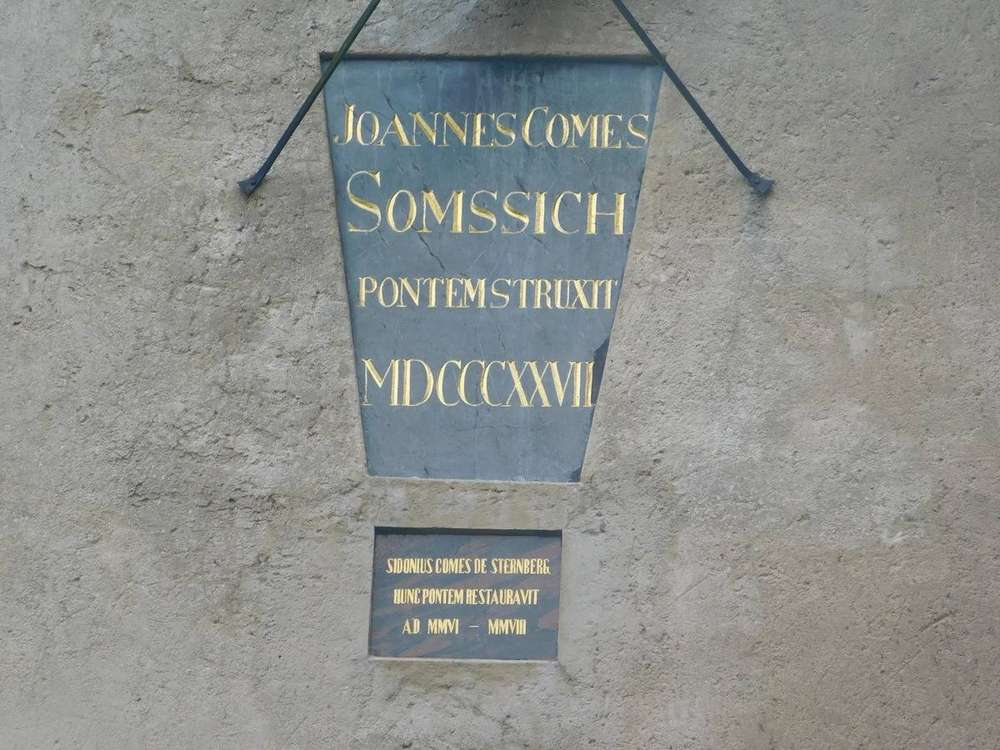 JOANNES COMES
SOMSSICH
PONTEM STRUXIT
MDCCCXXVII
SIDONIUS COMES DE STERNBERG
HUNC PONTEM RESTAURAVIT
A.D MMVI – MMVIII